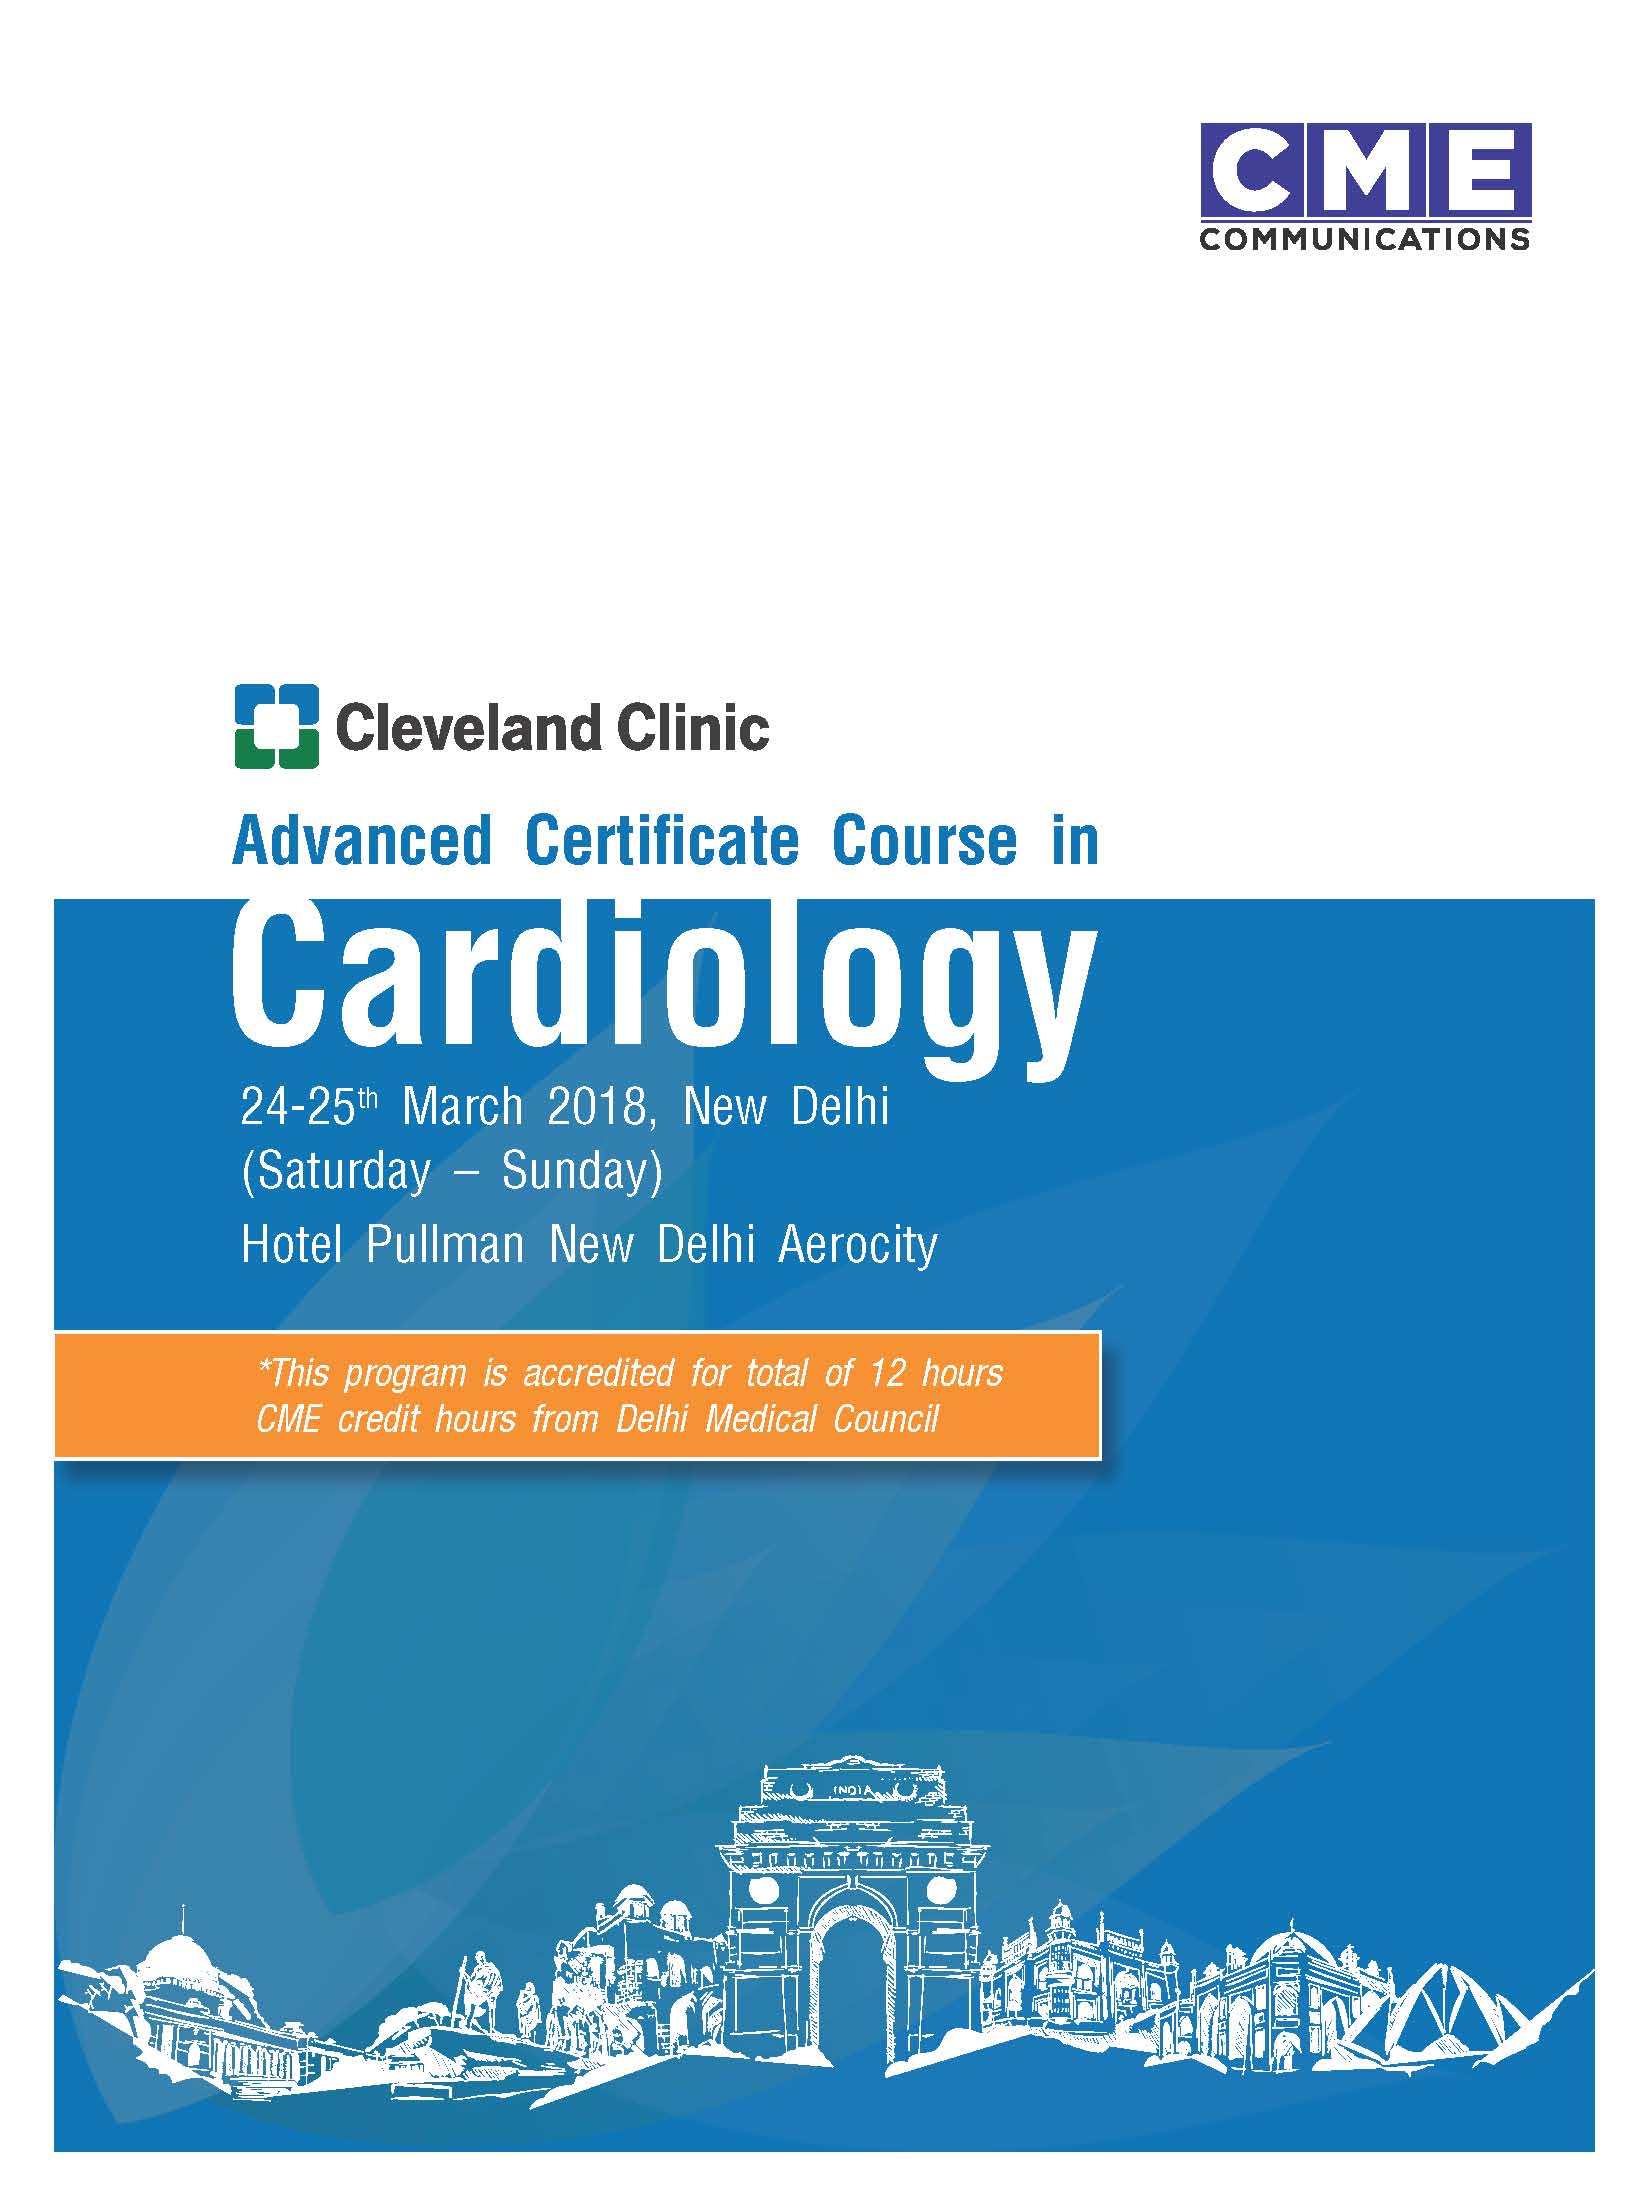 CME
COMMUNICATIONS
Cleveland Clinic
Advanced Certificate Course in
Cardiology
24-25th March 2018, New Delhi
(Saturday – Sunday)
Hotel Pullman New Delhi Aerocity
*This program is accredited for total of 12 hours
CME credit hours from Delhi Medical Council
INDIA